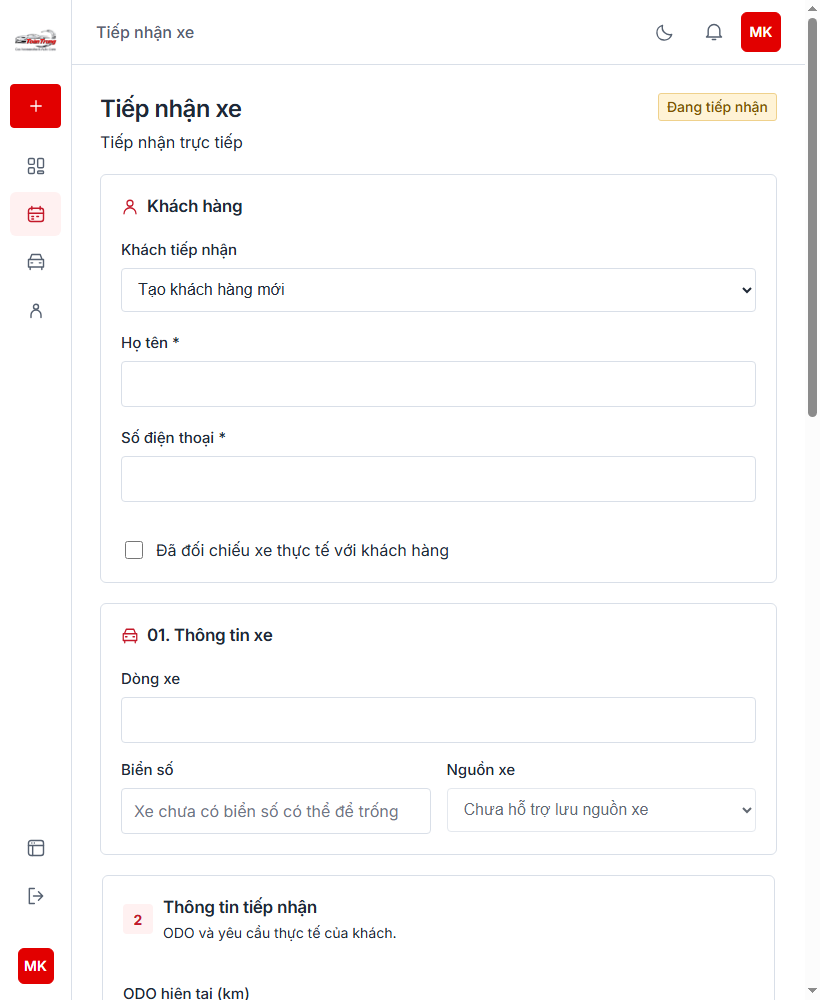 Tiếp nhận xe
MK
Toàn Trung
+
Tiếp nhận xe
Đang tiếp nhận
Tiếp nhận trực tiếp
Khách hàng
Khách tiếp nhận
Tạo khách hàng mới
Họ tên *
Số điện thoại *
Đã đối chiếu xe thực tế với khách hàng
01. Thông tin xe
Dòng xe
Biển số
Nguồn xe
Xe chưa có biển số có thể để trống
Chưa hỗ trợ lưu nguồn xe
2
Thông tin tiếp nhận
ODO và yêu cầu thực tế của khách.
MK
ODO hiện tại (km)